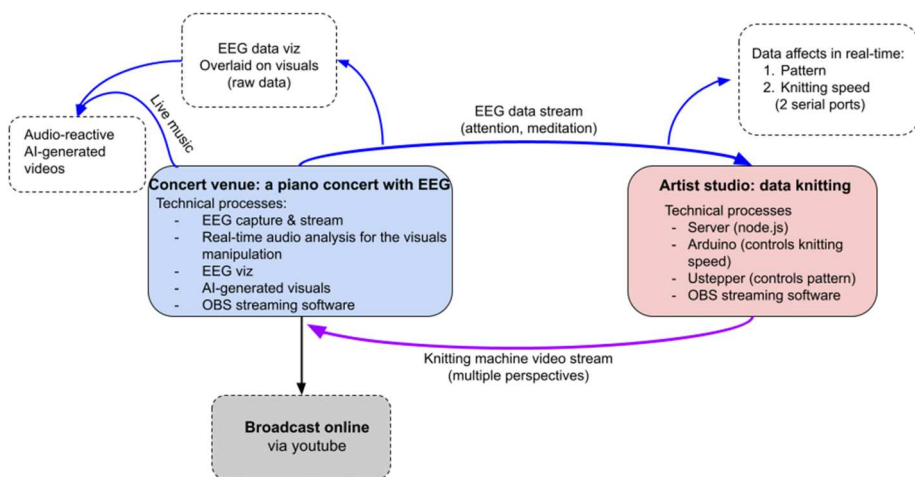 EEG data viz
Overlaid on visuals
(raw data)
Data affects in real-time:
1. Pattern
2. Knitting speed
(2 serial ports)
Live music
EEG data stream
(attention, meditation)
Audio-reactive
AI-generated
videos
Concert venue: a piano concert with EEG
Technical processes:
- EEG capture & stream
- Real-time audio analysis for the visuals
manipulation
- EEG viz
- AI-generated visuals
- OBS streaming software
Artist studio: data knitting
Technical processes
- Server (node.js)
- Arduino (controls knitting
speed)
- Ustepper (controls pattern)
- OBS streaming software
Knitting machine video stream
(multiple perspectives)
Broadcast online
via youtube